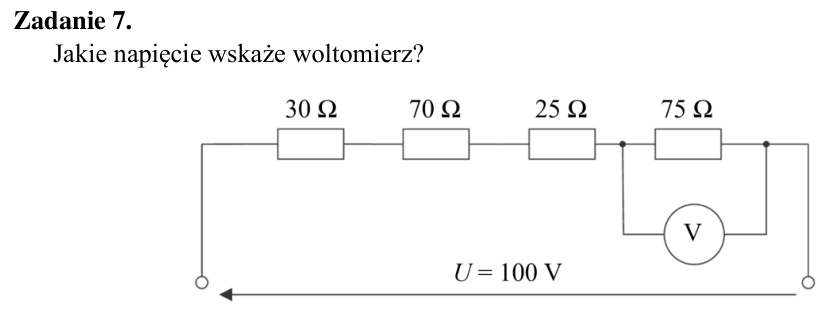 Zadanie 7.
Jakie napięcie wskaże woltomierz?
30 Ω 70 Ω 25 Ω 75 Ω
V
U = 100 V